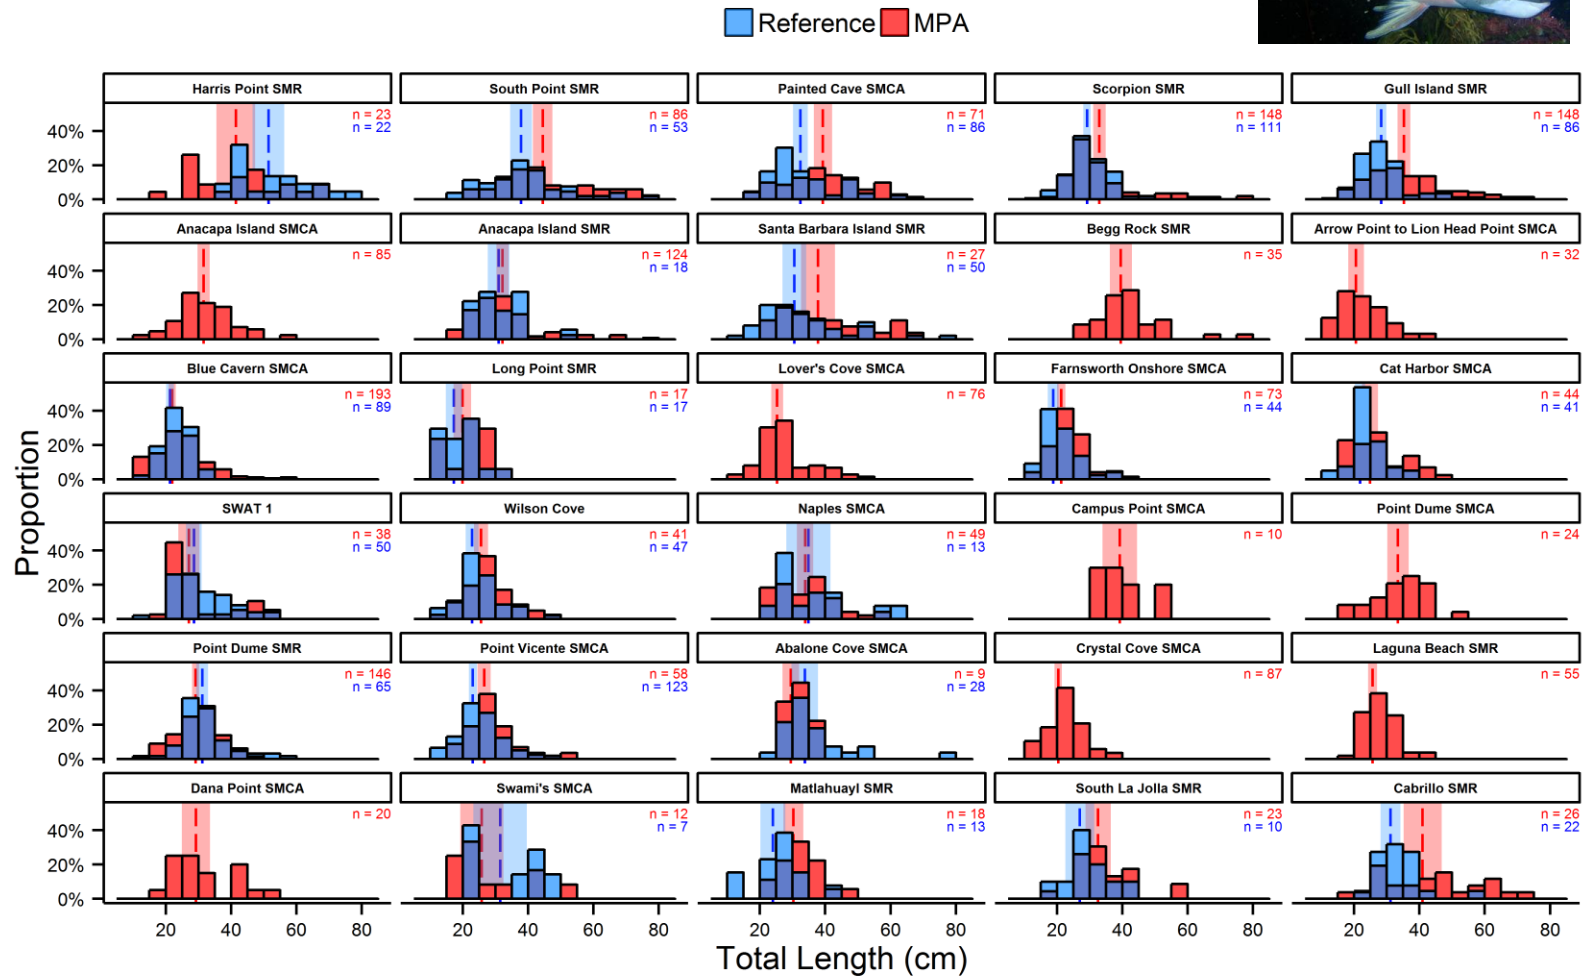 Reference MPA
Proportion
Harris Point SMR
n = 23
n = 22
South Point SMR
n = 86
n = 53
Painted Cave SMCA
n = 71
n = 86
Scorpion SMR
n = 148
n = 111
Gull Island SMR
n = 148
n = 86
40%
20%
0%
Anacapa Island SMCA
n = 85
Anacapa Island SMR
n = 124
n = 18
Santa Barbara Island SMR
n = 27
n = 50
Begg Rock SMR
n = 35
Arrow Point to Lion Head Point SMCA
n = 32
40%
20%
0%
Blue Cavern SMCA
n = 193
n = 89
Long Point SMR
n = 17
n = 17
Lover's Cove SMCA
n = 76
Farnsworth Onshore SMCA
n = 73
n = 44
Cat Harbor SMCA
n = 44
n = 41
40%
20%
0%
SWAT 1
n = 38
n = 50
Wilson Cove
n = 41
n = 47
Naples SMCA
n = 49
n = 13
Campus Point SMCA
n = 10
Point Dume SMCA
n = 24
40%
20%
0%
Point Dume SMR
n = 146
n = 65
Point Vicente SMCA
n = 58
n = 123
Abalone Cove SMCA
n = 9
n = 28
Crystal Cove SMCA
n = 87
Laguna Beach SMR
n = 55
40%
20%
0%
Dana Point SMCA
n = 20
Swami's SMCA
n = 12
n = 7
Matlahuayl SMR
n = 18
n = 13
South La Jolla SMR
n = 23
n = 10
Cabrillo SMR
n = 26
n = 22
40%
20%
0%
20 40 60 80 20 40 60 80 20 40 60 80 20 40 60 80 20 40 60 80
Total Length (cm)